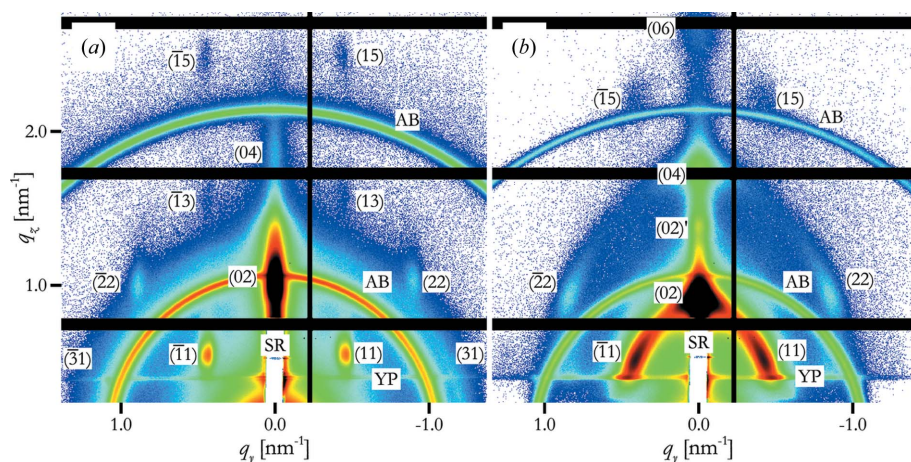 (a)
(1̄5)
(15)
AB
(04)
(1̄3)
(13)
(2̄2)
(02)
AB
(22)
(3̄1)
(1̄1)
SR
(11)
(31)
YP
2.0
1.0
q_z [nm⁻¹]
1.0
0.0
-1.0
q_y [nm⁻¹]
(b)
(06)
(1̄5)
(15)
AB
(04)
(02)'
(2̄2)
(02)
AB
(22)
(1̄1)
SR
(11)
YP
1.0
0.0
-1.0
q_y [nm⁻¹]